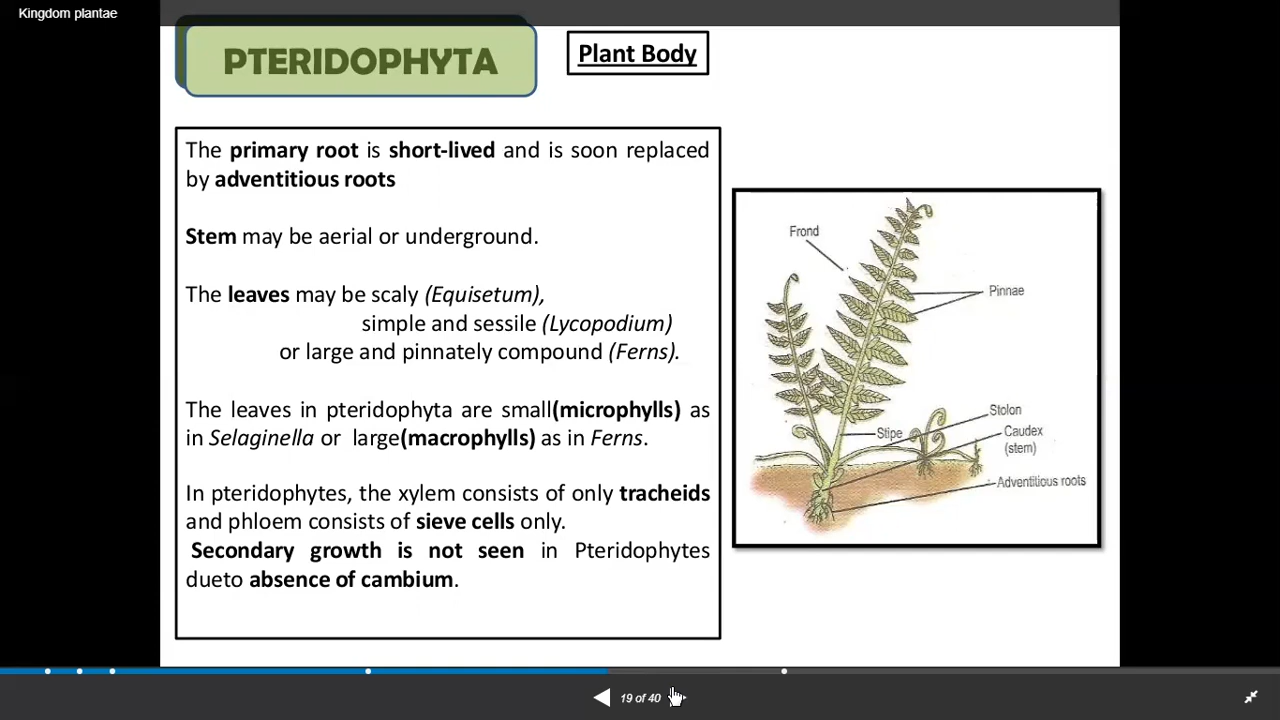 Kingdom plantae
PTERIDOPHYTA
Plant Body
The primary root is short-lived and is soon replaced
by adventitious roots
Stem may be aerial or underground.
The leaves may be scaly (Equisetum),
simple and sessile (Lycopodium)
or large and pinnately compound (Ferns).
The leaves in pteridophyta are small(microphylls) as
in Selaginella or large(macrophylls) as in Ferns.
In pteridophytes, the xylem consists of only tracheids
and phloem consists of sieve cells only.
Secondary growth is not seen in Pteridophytes
dueto absence of cambium.
Frond
Pinnae
Stolon
Stipe
Caudex
(stem)
Adventitious roots
19 of 40